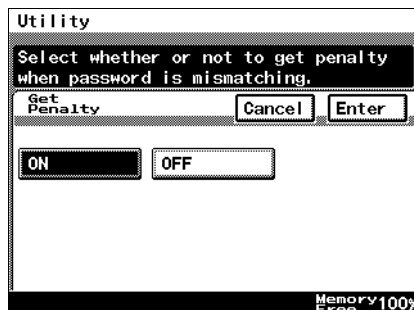 Utility
Select whether or not to get penalty
when password is mismatching.
Get
Penalty
Cancel
Enter
ON
OFF
Memory 100%
Free